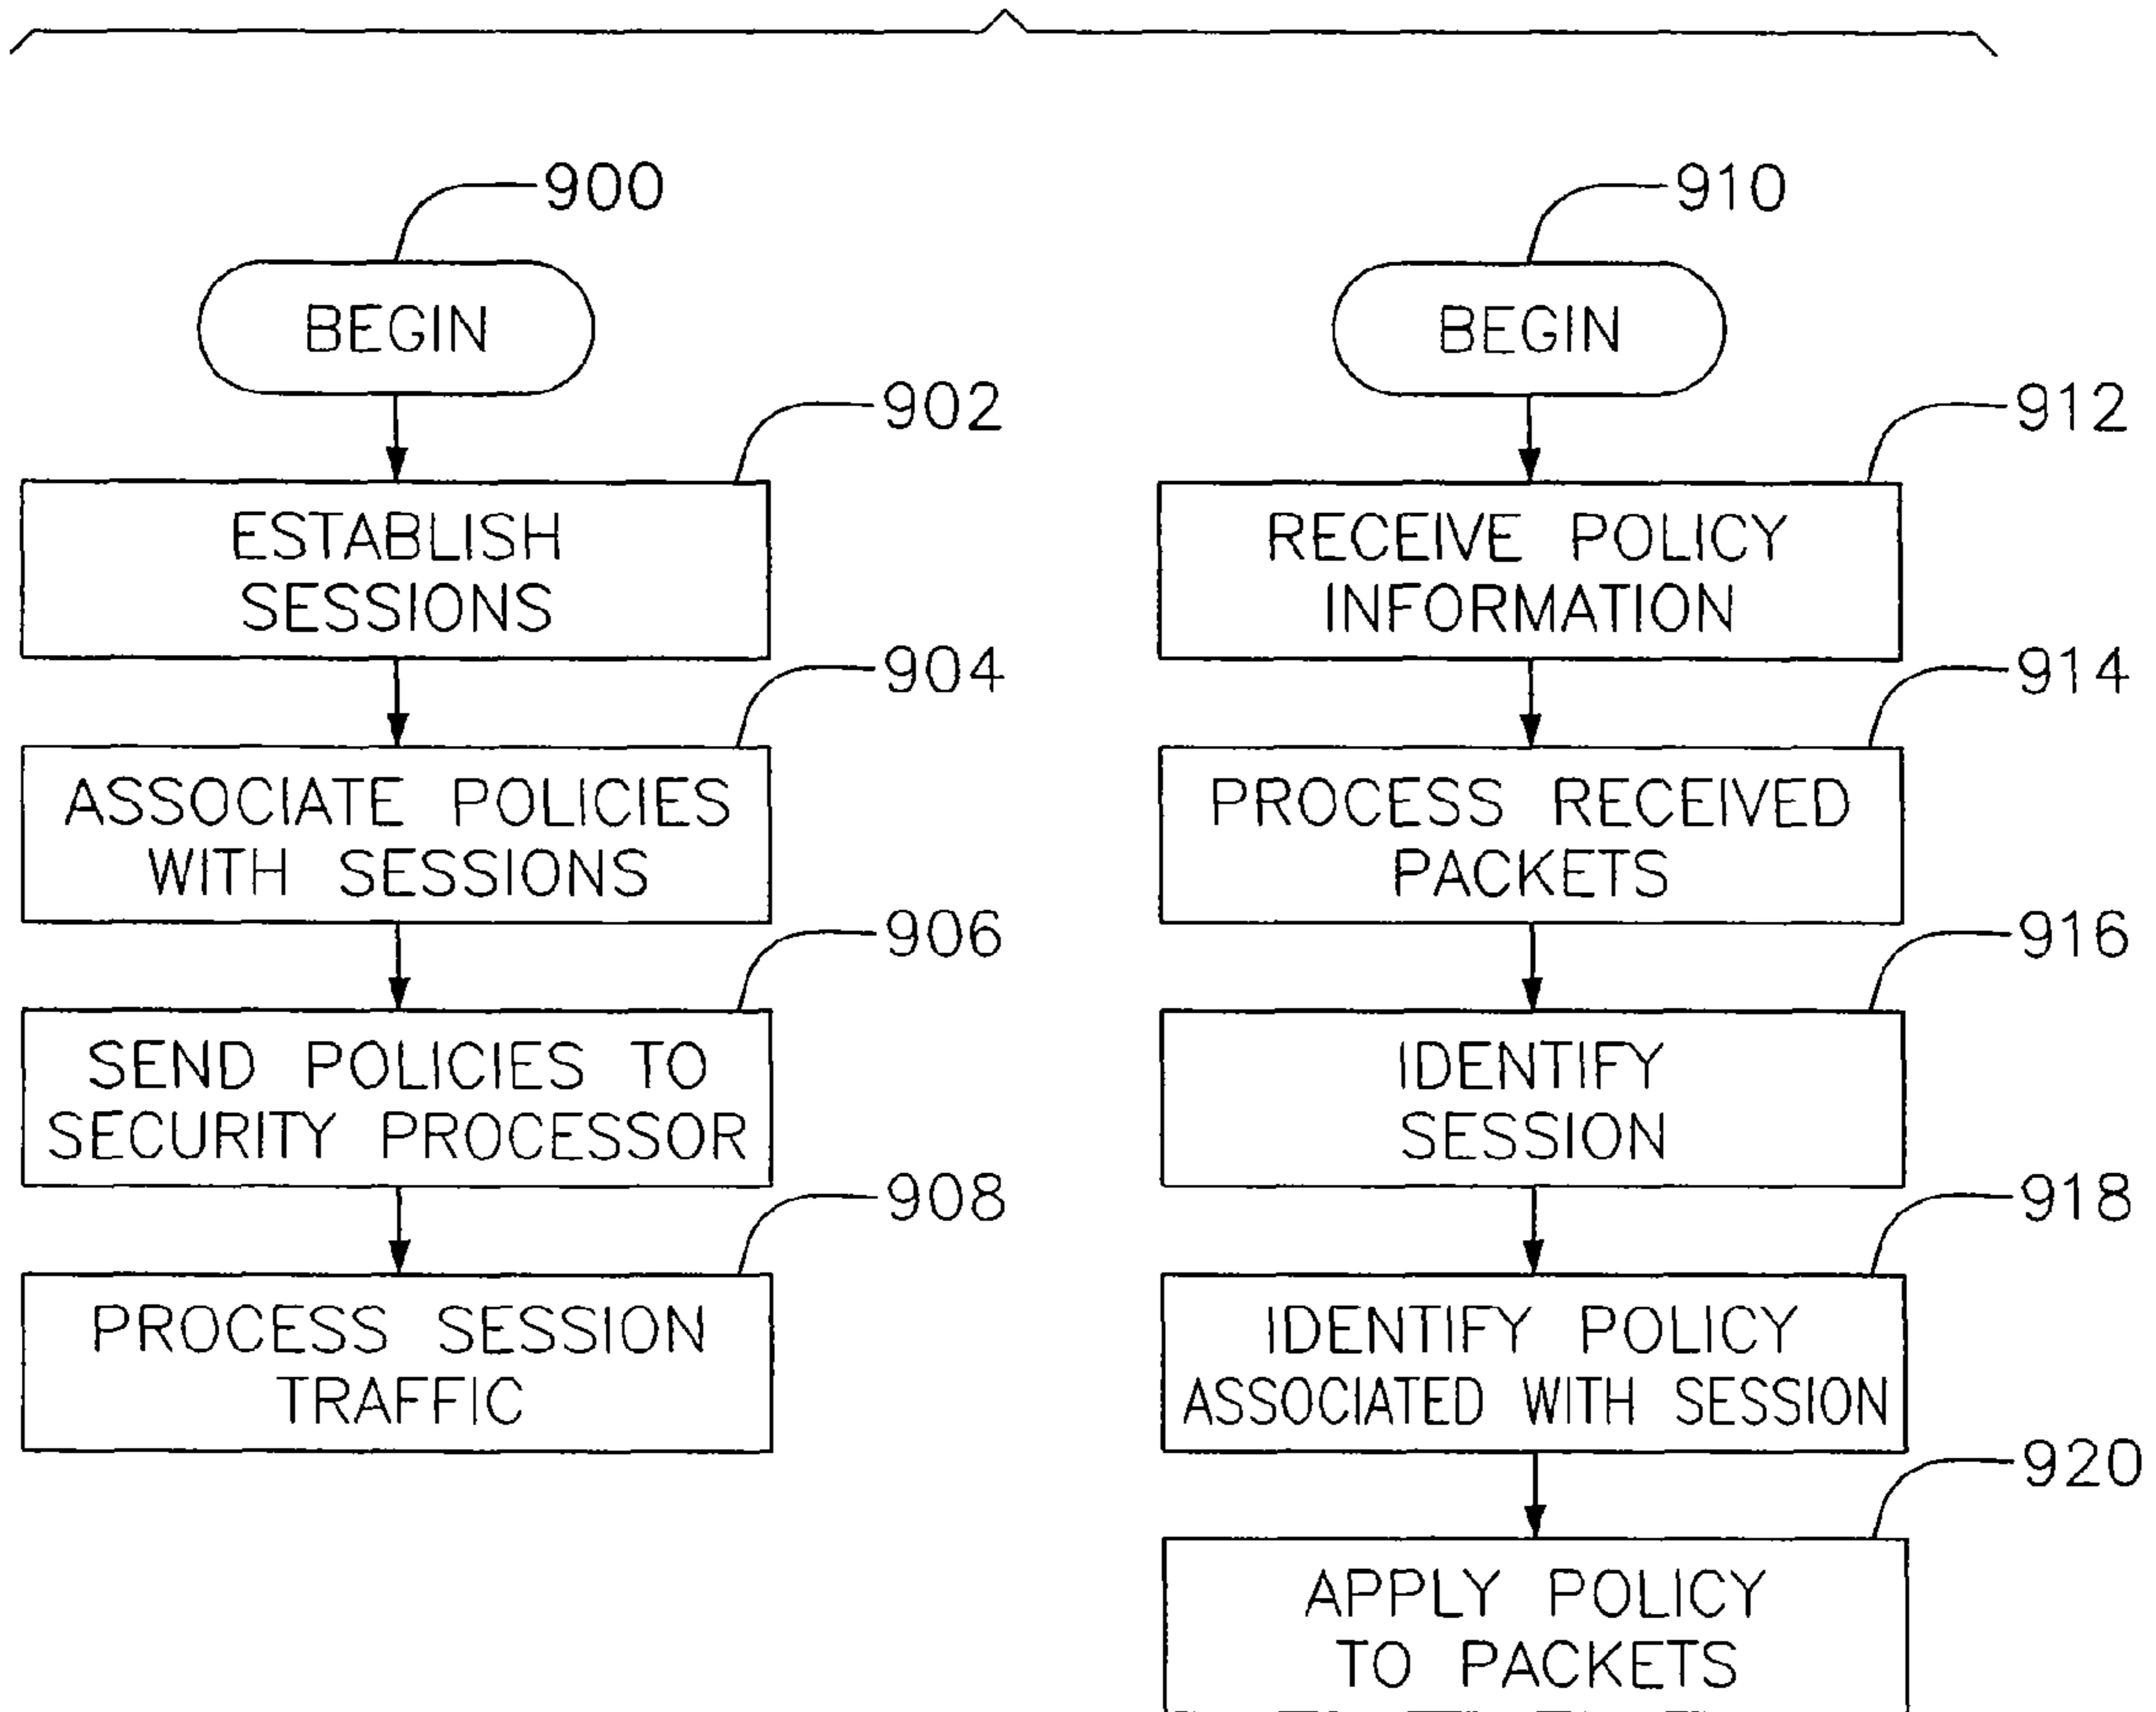 900
BEGIN
902
ESTABLISH
SESSIONS
904
ASSOCIATE POLICIES
WITH SESSIONS
906
SEND POLICIES TO
SECURITY PROCESSOR
908
PROCESS SESSION
TRAFFIC
910
BEGIN
912
RECEIVE POLICY
INFORMATION
914
PROCESS RECEIVED
PACKETS
916
IDENTIFY
SESSION
918
IDENTIFY POLICY
ASSOCIATED WITH SESSION
920
APPLY POLICY
TO PACKETS